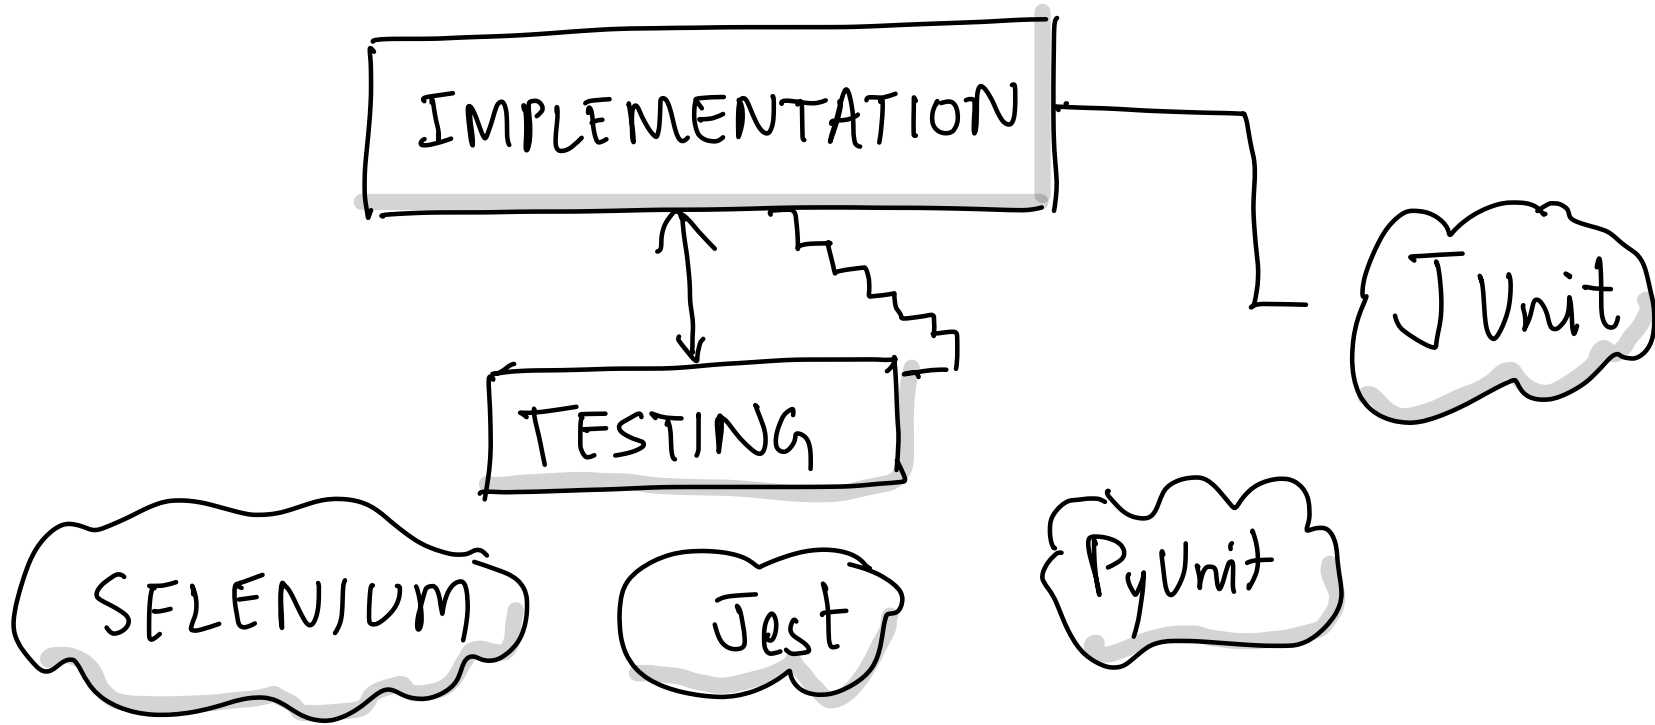 IMPLEMENTATION
JUnit
TESTING
SELENIUM
Jest
PyUnit